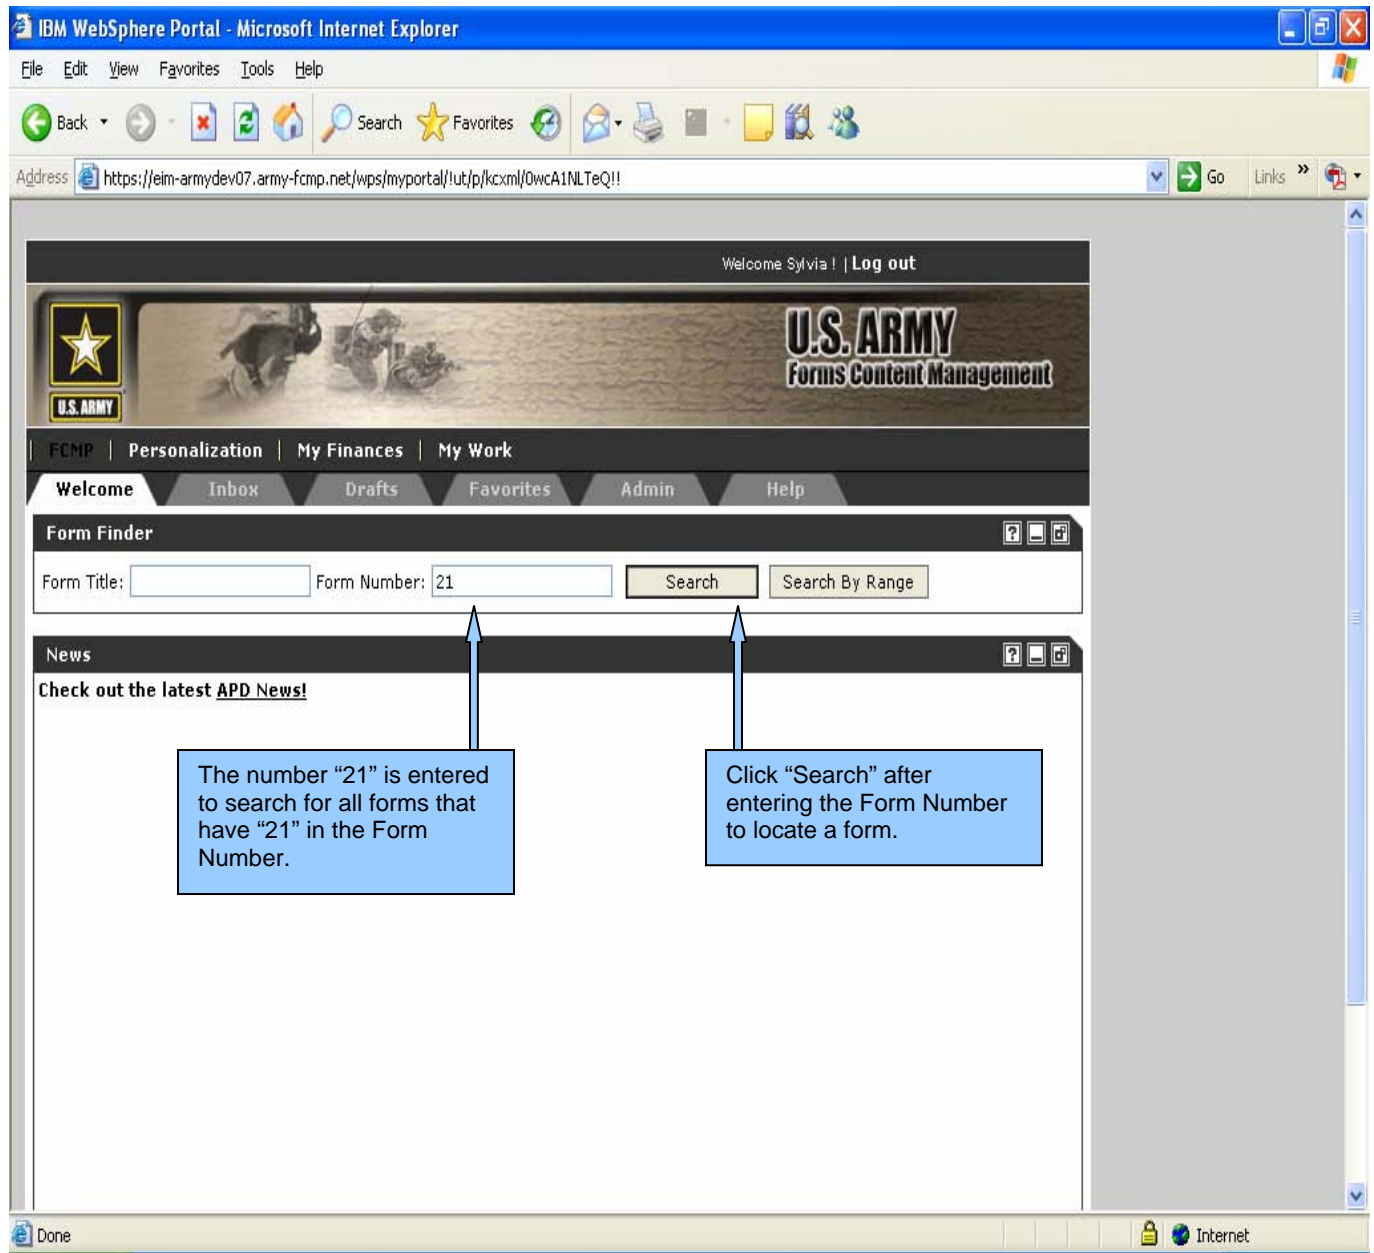 IBM WebSphere Portal - Microsoft Internet Explorer
File Edit View Favorites Tools Help
Back Search Favorites
Address https://eim-armydev07.army-fcmp.net/wps/myportal/!ut/p/kcxml/0wcA1NLTeQ!! Go Links »
Welcome Sylvia ! | Log out
U.S. ARMY
U.S. ARMY
Forms Content Management
| FCMP | Personalization | My Finances | My Work
Welcome Inbox Drafts Favorites Admin Help
Form Finder ?
Form Title: Form Number: 21 Search Search By Range
News ?
Check out the latest APD News!
The number “21” is entered
to search for all forms that
have “21” in the Form
Number.
Click “Search” after
entering the Form Number
to locate a form.
Done Internet